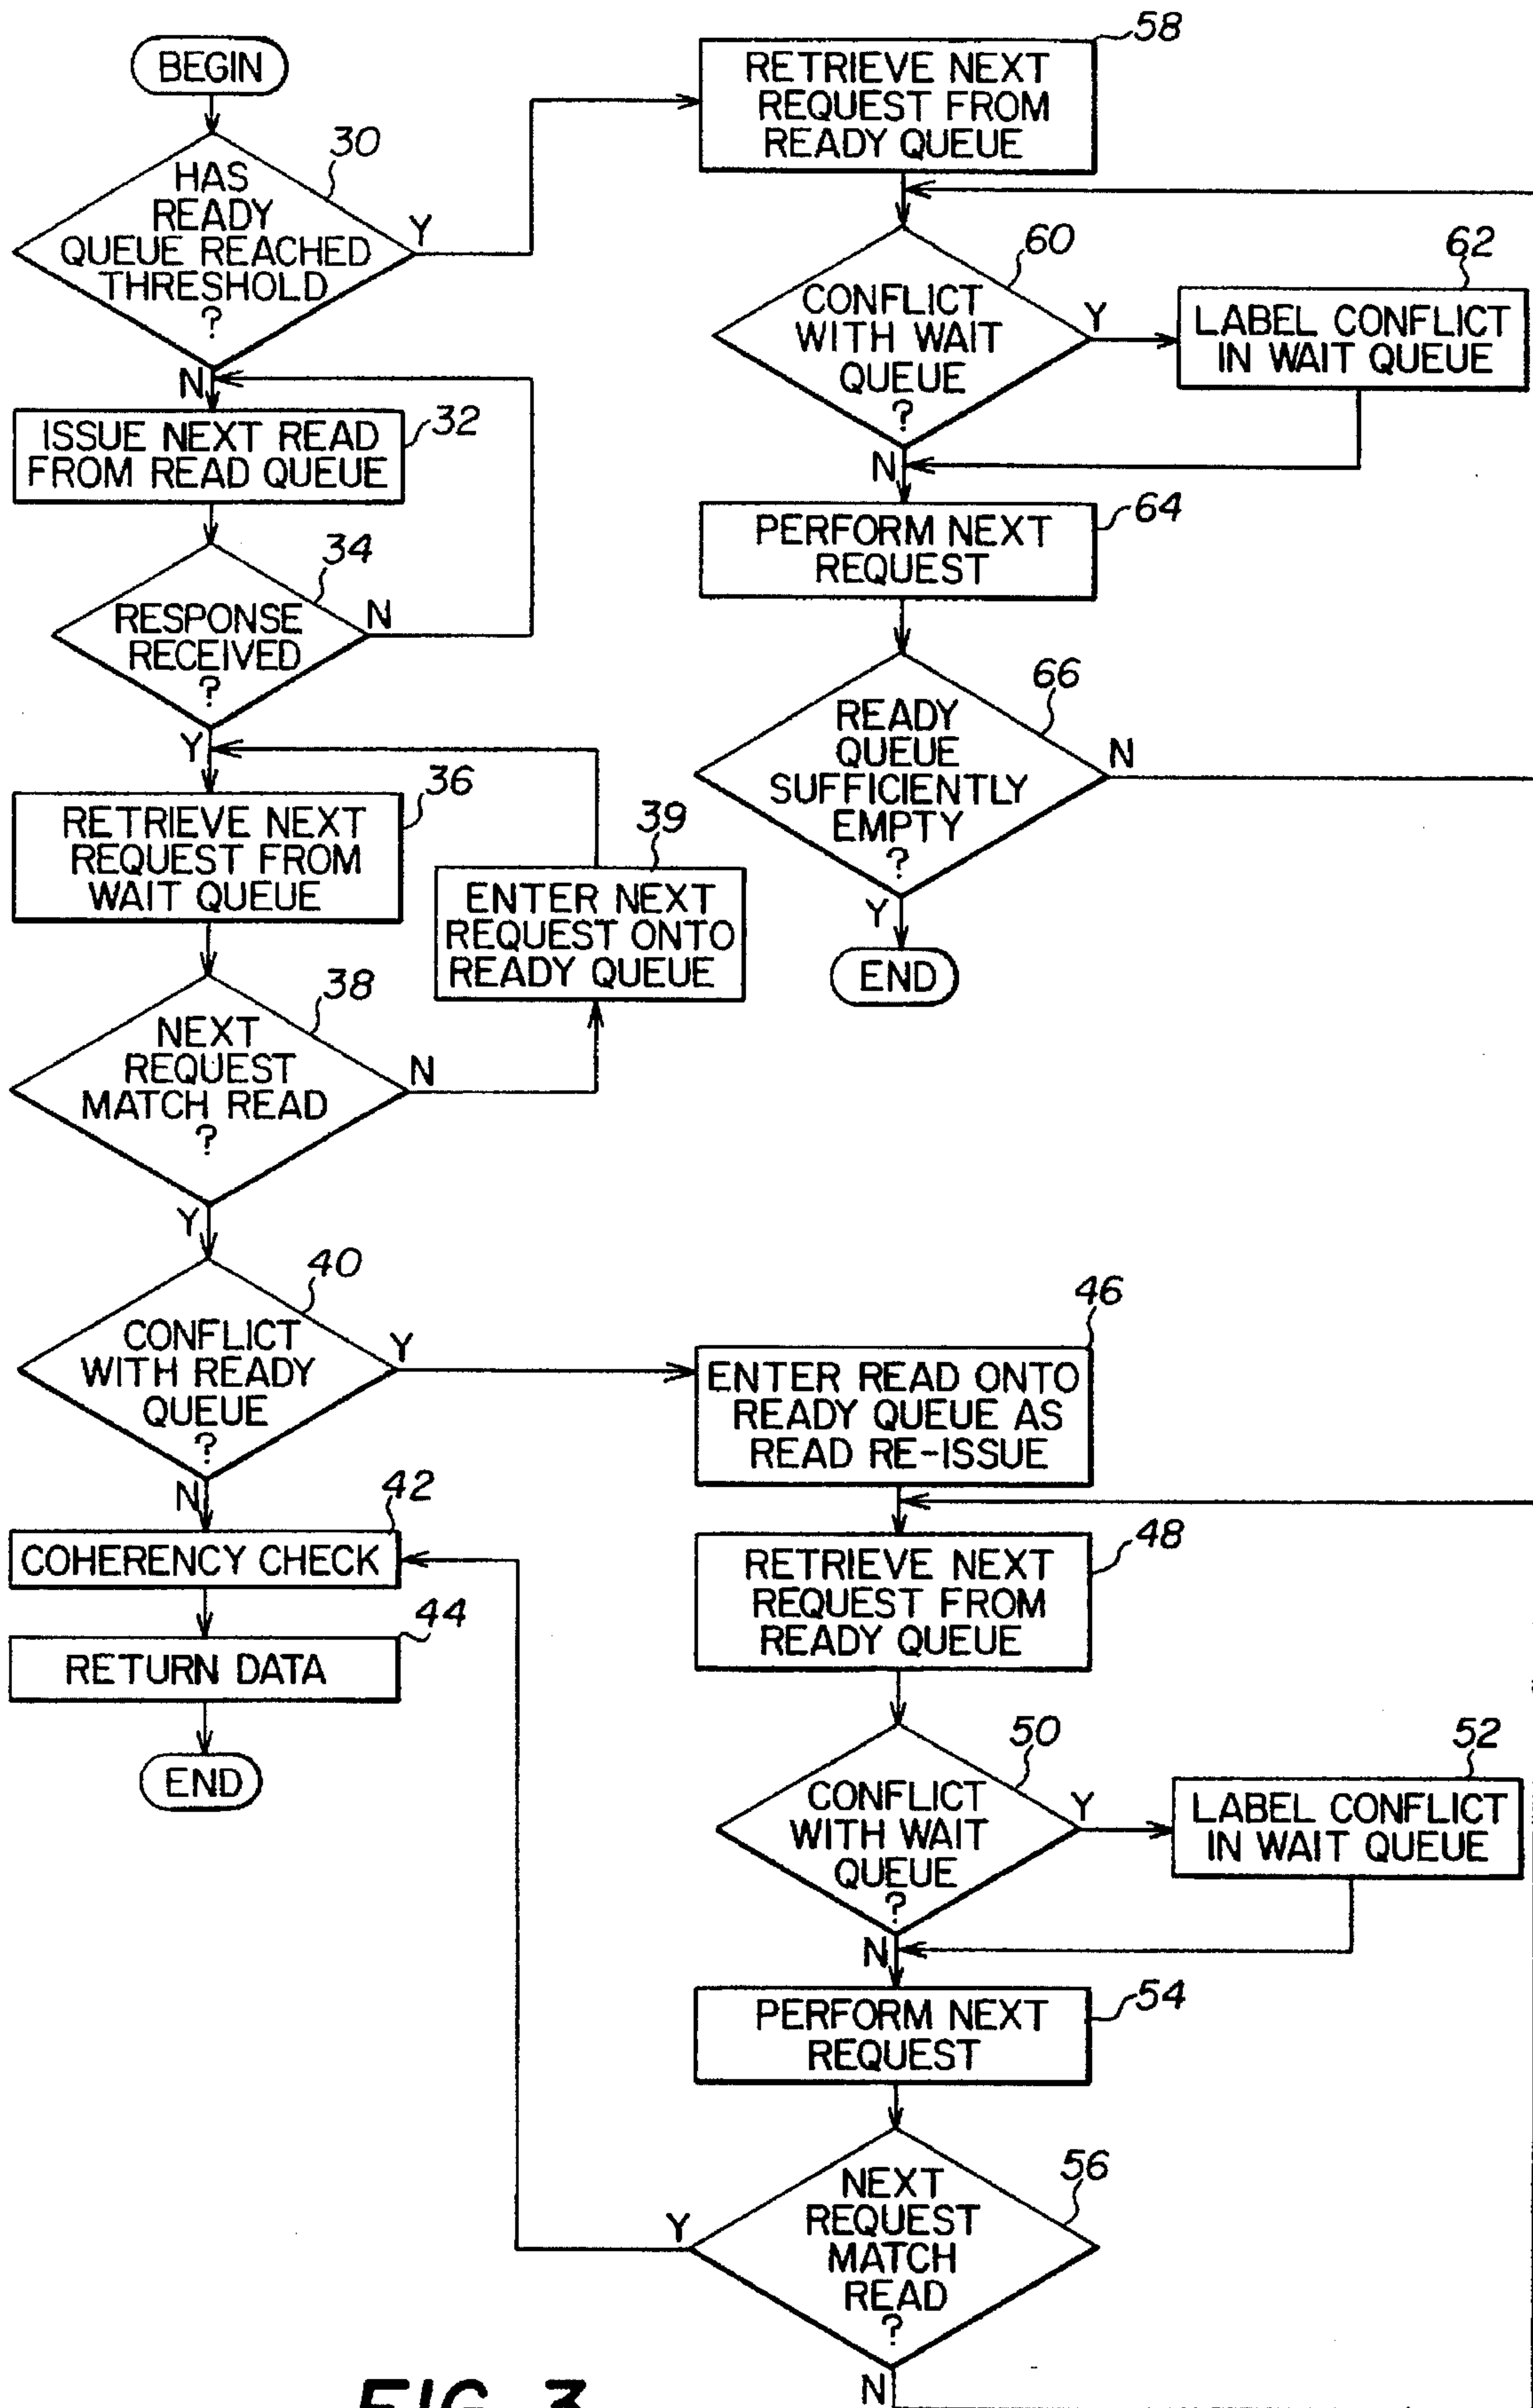 BEGIN
30
HAS
READY
QUEUE REACHED
THRESHOLD
?
Y
N
ISSUE NEXT READ
FROM READ QUEUE
32
34
RESPONSE
RECEIVED
?
N
Y
RETRIEVE NEXT
REQUEST FROM
WAIT QUEUE
36
39
ENTER NEXT
REQUEST ONTO
READY QUEUE
38
NEXT
REQUEST
MATCH READ
?
N
Y
40
CONFLICT
WITH READY
QUEUE
?
Y
N
42
COHERENCY CHECK
44
RETURN DATA
END
58
RETRIEVE NEXT
REQUEST FROM
READY QUEUE
60
CONFLICT
WITH WAIT
QUEUE
?
Y
62
LABEL CONFLICT
IN WAIT QUEUE
N
64
PERFORM NEXT
REQUEST
66
READY
QUEUE
SUFFICIENTLY
EMPTY
?
N
Y
END
46
ENTER READ ONTO
READY QUEUE AS
READ RE-ISSUE
48
RETRIEVE NEXT
REQUEST FROM
READY QUEUE
50
CONFLICT
WITH WAIT
QUEUE
?
Y
52
LABEL CONFLICT
IN WAIT QUEUE
N
54
PERFORM NEXT
REQUEST
56
NEXT
REQUEST
MATCH
READ
?
Y
N
FIG. 3